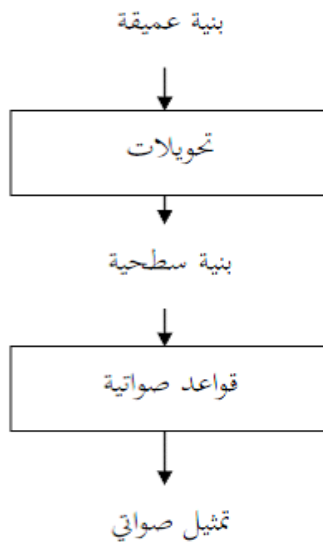 بنية عميقة
تحويلات
بنية سطحية
قواعد صواتية
تمثيل صواتي